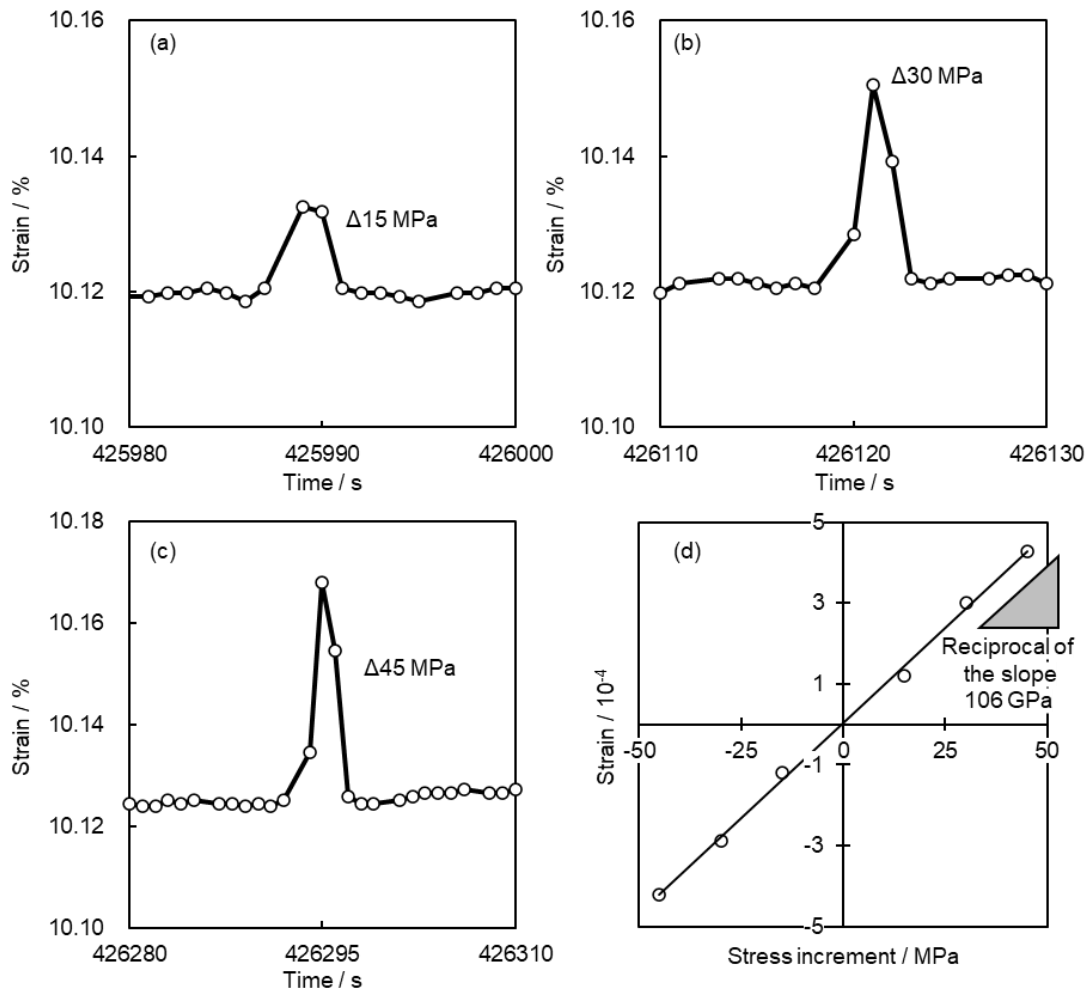 10.16
(a)
Δ15 MPa
10.14
10.12
10.10
Strain / %
425980
425990
426000
Time / s
10.16
(b)
Δ30 MPa
10.14
10.12
10.10
Strain / %
426110
426120
426130
Time / s
10.18
(c)
10.16
Δ45 MPa
10.14
10.12
10.10
Strain / %
426280
426295
426310
Time / s
5
(d)
3
Reciprocal of
the slope
106 GPa
1
-50
-25
0
25
50
-1
-3
-5
Strain / 10⁻⁴
Stress increment / MPa